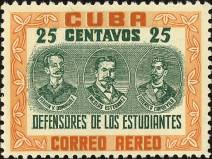 CUBA
25 CENTAVOS 25
DEFENSORES DE LOS ESTUDIANTES
CORREO AEREO